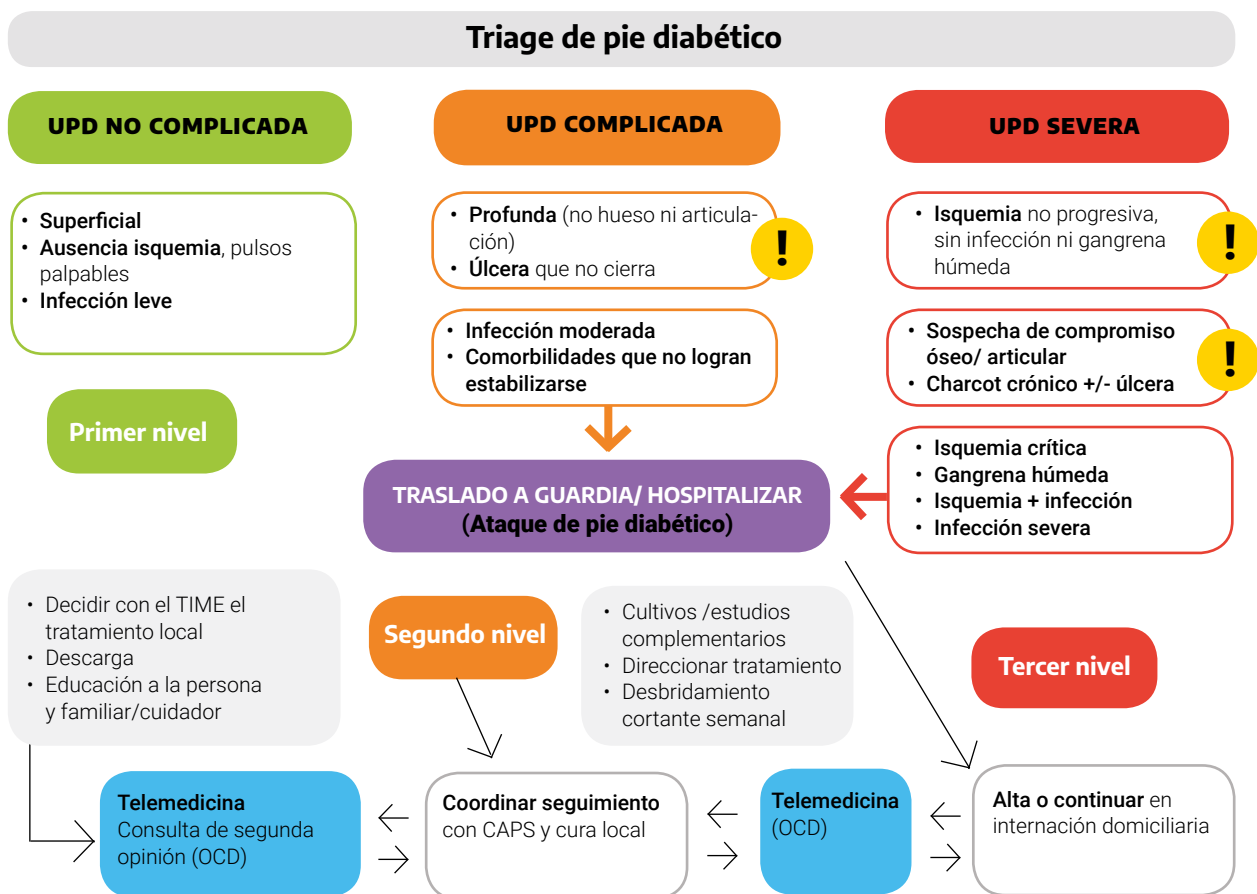 Triage de pie diabético
UPD NO COMPLICADA
• Superficial
• Ausencia isquemia, pulsos
palpables
• Infección leve
Primer nivel
UPD COMPLICADA
• Profunda (no hueso ni articula-
ción)
• Úlcera que no cierra
!
• Infección moderada
• Comorbilidades que no logran
estabilizarse
UPD SEVERA
• Isquemia no progresiva,
sin infección ni gangrena
húmeda
!
• Sospecha de compromiso
óseo/ articular
• Charcot crónico +/- úlcera
!
• Isquemia crítica
• Gangrena húmeda
• Isquemia + infección
• Infección severa
TRASLADO A GUARDIA/ HOSPITALIZAR
(Ataque de pie diabético)
• Decidir con el TIME el
tratamiento local
• Descarga
• Educación a la persona
y familiar/cuidador
Segundo nivel
• Cultivos /estudios
complementarios
• Direccionar tratamiento
• Desbridamiento
cortante semanal
Tercer nivel
Telemedicina
Consulta de segunda
opinión (OCD)
Coordinar seguimiento
con CAPS y cura local
Telemedicina
(OCD)
Alta o continuar en
internación domiciliaria